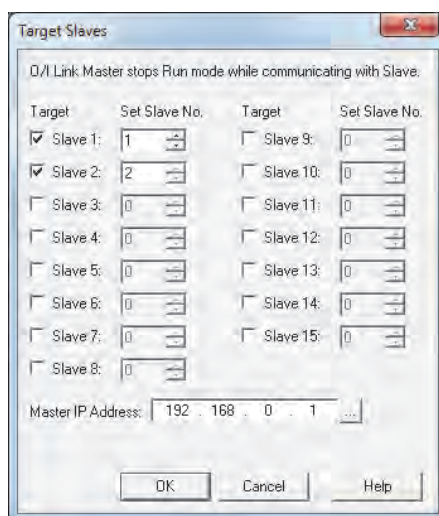 Target Slaves
O/I Link Master stops Run mode while communicating with Slave.
Target Set Slave No. Target Set Slave No.
Slave 1: 1 Slave 9: 0
Slave 2: 2 Slave 10: 0
Slave 3: 0 Slave 11: 0
Slave 4: 0 Slave 12: 0
Slave 5: 0 Slave 13: 0
Slave 6: 0 Slave 14: 0
Slave 7: 0 Slave 15: 0
Slave 8: 0
Master IP Address: 192 . 168 . 0 . 1 ...
OK Cancel Help